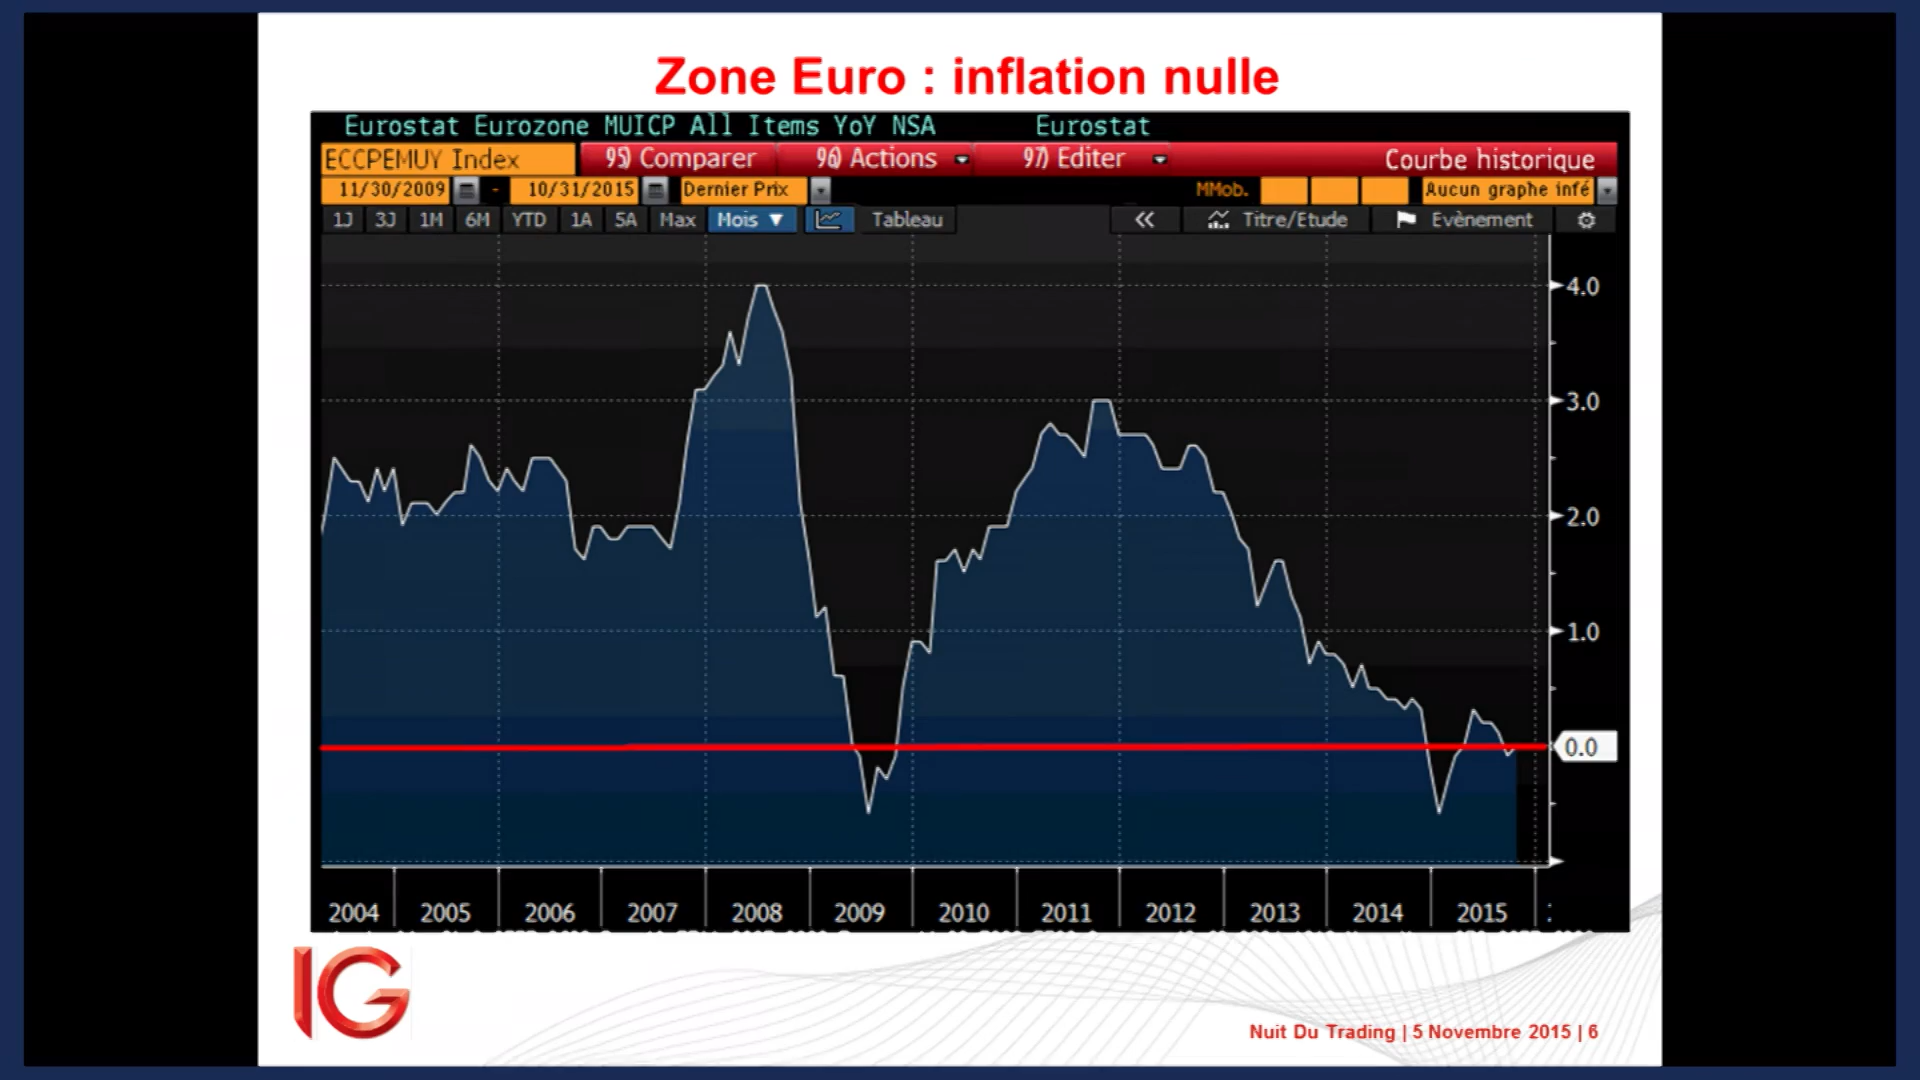 Zone Euro : inflation nulle
Eurostat Eurozone MUICP All Items YoY NSA Eurostat
ECCPEMUY Index 95) Comparer 96) Actions 97) Editer Courbe historique
11/30/2009 - 10/31/2015 Dernier Prix MMob. Aucun graphe infé
1J 3J 1M 6M YTD 1A 5A Max Mois ▼ Tableau « Titre/Etude Evènement
4.0
3.0
2.0
1.0
0.0
2004 2005 2006 2007 2008 2009 2010 2011 2012 2013 2014 2015
IG
Nuit Du Trading | 5 Novembre 2015 | 6